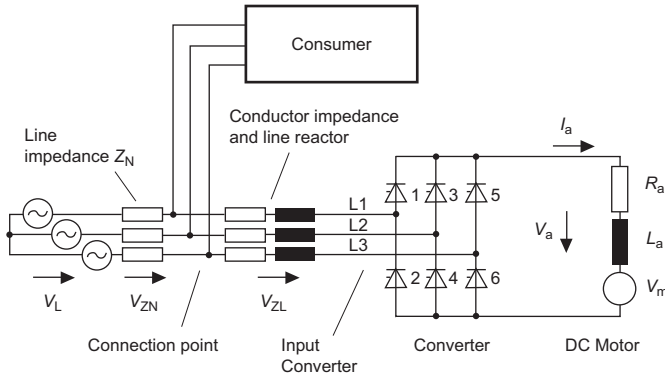 Consumer
Conductor impedance
and line reactor
Line
impedance Z_N
I_a
R_a
L1
L2
L3
1
3
5
V_a
L_a
2
4
6
V_m
V_L
V_ZN
V_ZL
Connection point
Input
Converter
Converter
DC Motor